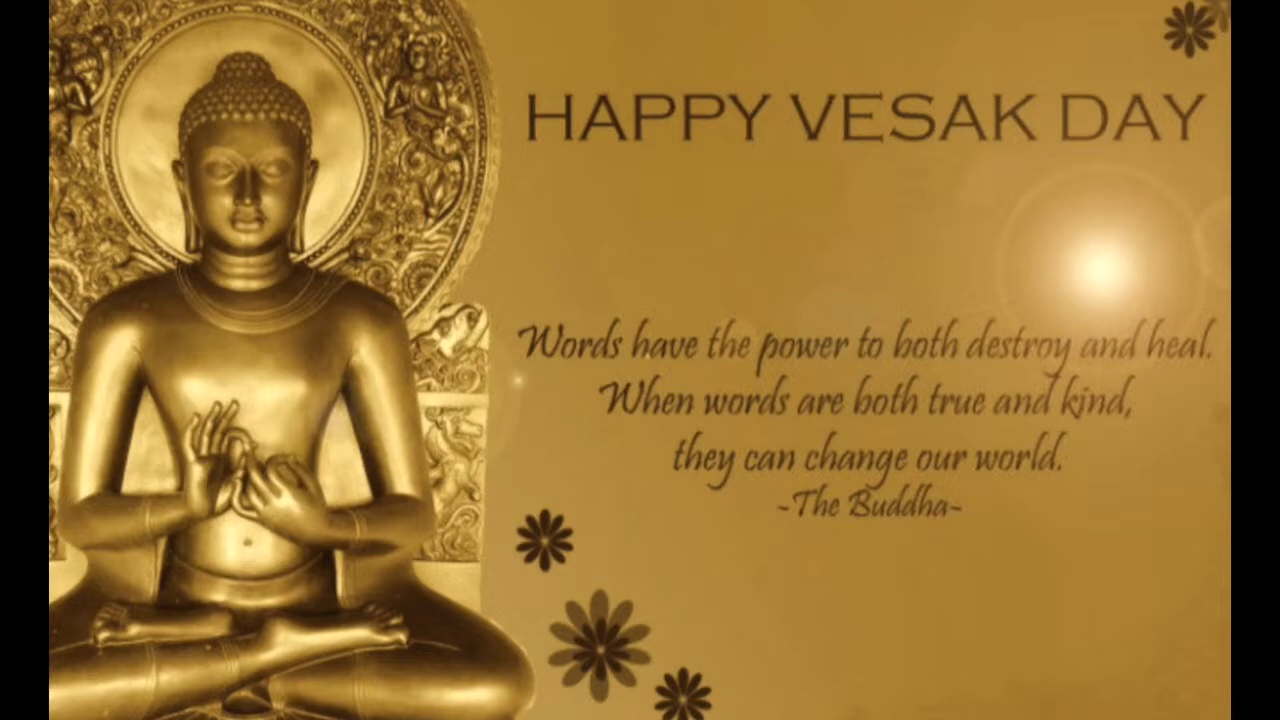 HAPPY VESAK DAY
Words have the power to both destroy and heal.
When words are both true and kind,
they can change our world.
~The Buddha~